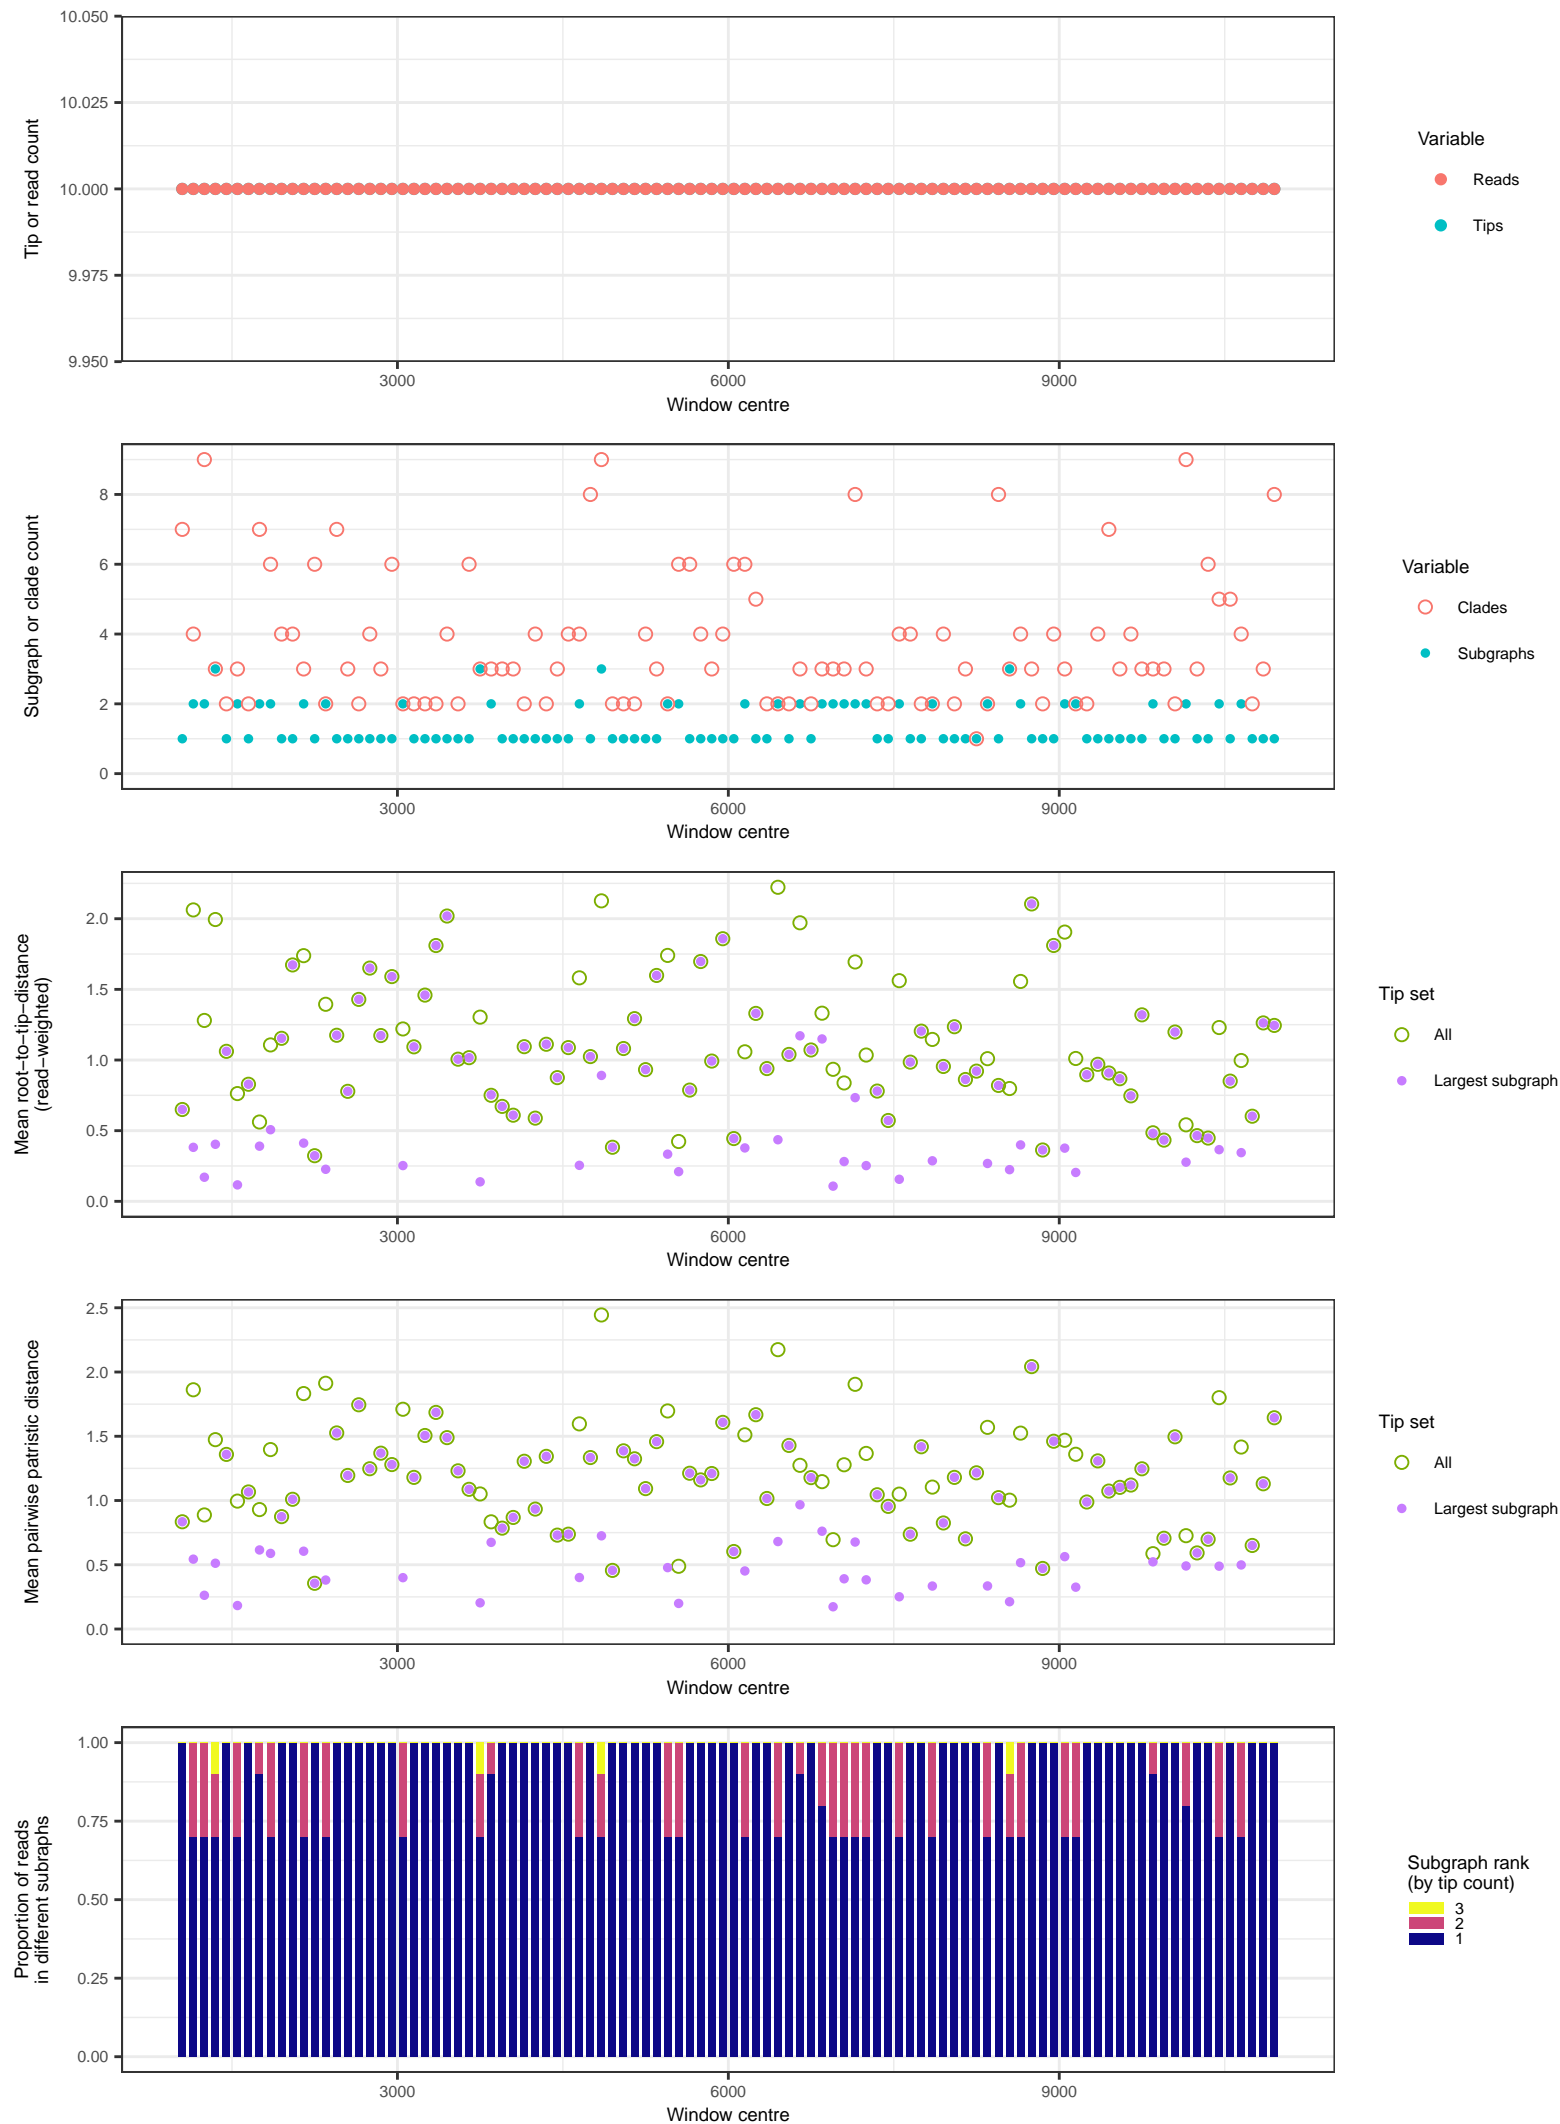 10.050
10.025
10.000
9.975
9.950
Tip or read count
3000 6000 9000
Window centre
Variable
Reads
Tips
8
6
4
2
0
Subgraph or clade count
3000 6000 9000
Window centre
Variable
Clades
Subgraphs
2.0
1.5
1.0
0.5
0.0
Mean root−to−tip−distance
(read−weighted)
3000 6000 9000
Window centre
Tip set
All
Largest subgraph
2.5
2.0
1.5
1.0
0.5
0.0
Mean pairwise patristic distance
3000 6000 9000
Window centre
Tip set
All
Largest subgraph
1.00
0.75
0.50
0.25
0.00
Proportion of reads
in different subraphs
3000 6000 9000
Window centre
Subgraph rank
(by tip count)
3
2
1